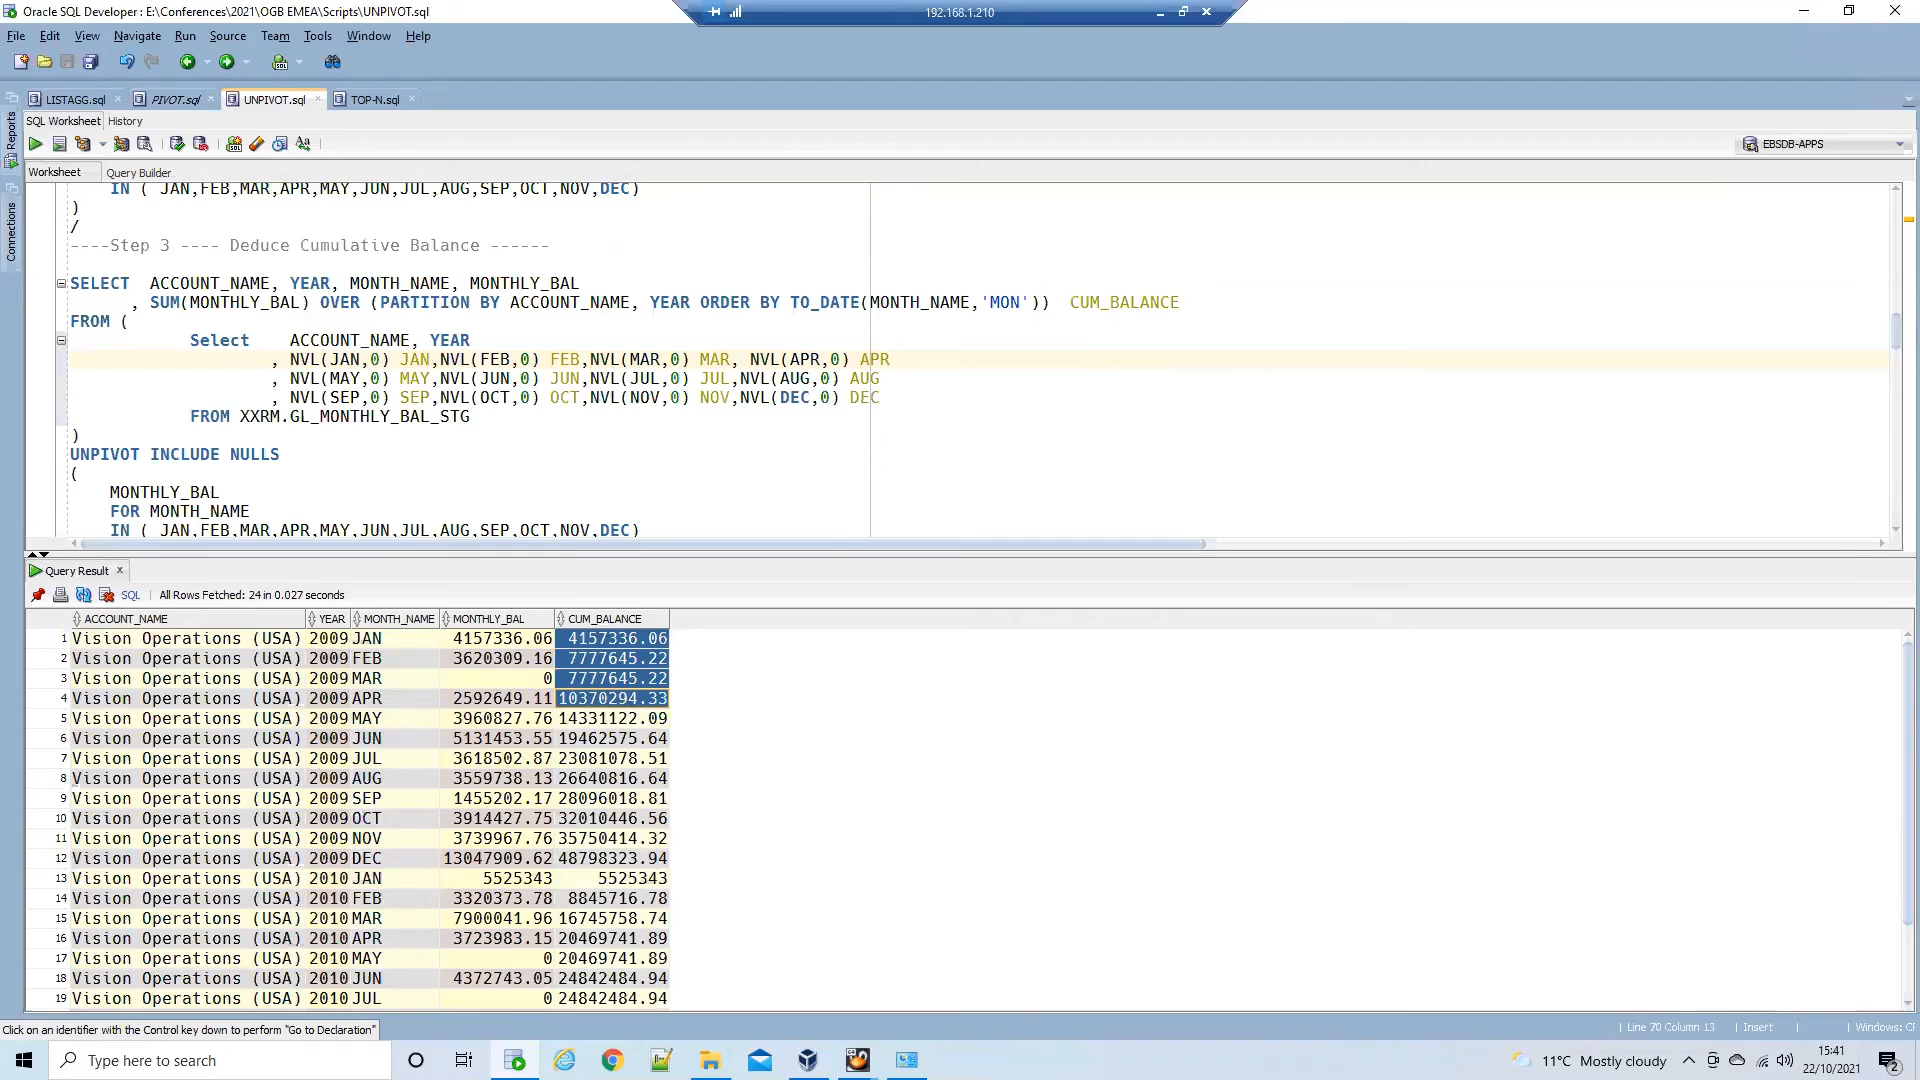 Oracle SQL Developer : E:\Conferences\2021\OGB EMEA\Scripts\UNPIVOT.sql
192.168.1.210
File Edit View Navigate Run Source Team Tools Window Help
LISTAGG.sql PIVOT.sql UNPIVOT.sql TOP-N.sql
SQL Worksheet History
Reports
Connections
EBSDB-APPS
Worksheet Query Builder
IN ( JAN,FEB,MAR,APR,MAY,JUN,JUL,AUG,SEP,OCT,NOV,DEC)
)
/
----Step 3 ---- Deduce Cumulative Balance ------
SELECT ACCOUNT_NAME, YEAR, MONTH_NAME, MONTHLY_BAL
, SUM(MONTHLY_BAL) OVER (PARTITION BY ACCOUNT_NAME, YEAR ORDER BY TO_DATE(MONTH_NAME,'MON')) CUM_BALANCE
FROM (
Select ACCOUNT_NAME, YEAR
, NVL(JAN,0) JAN,NVL(FEB,0) FEB,NVL(MAR,0) MAR, NVL(APR,0) APR
, NVL(MAY,0) MAY,NVL(JUN,0) JUN,NVL(JUL,0) JUL,NVL(AUG,0) AUG
, NVL(SEP,0) SEP,NVL(OCT,0) OCT,NVL(NOV,0) NOV,NVL(DEC,0) DEC
FROM XXRM.GL_MONTHLY_BAL_STG
)
UNPIVOT INCLUDE NULLS
(
MONTHLY_BAL
FOR MONTH_NAME
IN ( JAN,FEB,MAR,APR,MAY,JUN,JUL,AUG,SEP,OCT,NOV,DEC)
Query Result
SQL All Rows Fetched: 24 in 0.027 seconds
ACCOUNT_NAME YEAR MONTH_NAME MONTHLY_BAL CUM_BALANCE
1 Vision Operations (USA) 2009 JAN 4157336.06 4157336.06
2 Vision Operations (USA) 2009 FEB 3620309.16 7777645.22
3 Vision Operations (USA) 2009 MAR 0 7777645.22
4 Vision Operations (USA) 2009 APR 2592649.11 10370294.33
5 Vision Operations (USA) 2009 MAY 3960827.76 14331122.09
6 Vision Operations (USA) 2009 JUN 5131453.55 19462575.64
7 Vision Operations (USA) 2009 JUL 3618502.87 23081078.51
8 Vision Operations (USA) 2009 AUG 3559738.13 26640816.64
9 Vision Operations (USA) 2009 SEP 1455202.17 28096018.81
10 Vision Operations (USA) 2009 OCT 3914427.75 32010446.56
11 Vision Operations (USA) 2009 NOV 3739967.76 35750414.32
12 Vision Operations (USA) 2009 DEC 13047909.62 48798323.94
13 Vision Operations (USA) 2010 JAN 5525343 5525343
14 Vision Operations (USA) 2010 FEB 3320373.78 8845716.78
15 Vision Operations (USA) 2010 MAR 7900041.96 16745758.74
16 Vision Operations (USA) 2010 APR 3723983.15 20469741.89
17 Vision Operations (USA) 2010 MAY 0 20469741.89
18 Vision Operations (USA) 2010 JUN 4372743.05 24842484.94
19 Vision Operations (USA) 2010 JUL 0 24842484.94
Click on an identifier with the Control key down to perform "Go to Declaration"
Line 70 Column 13 Insert Windows: CF
Type here to search
11°C Mostly cloudy
15:41
22/10/2021
2